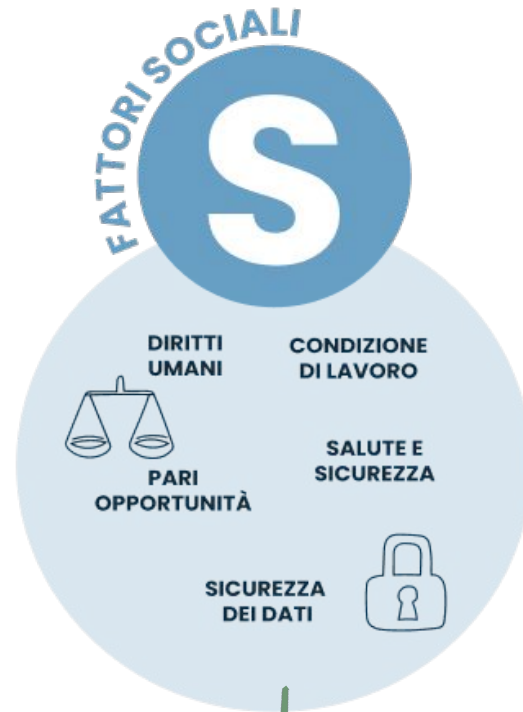 FATTORI SOCIALI
S
DIRITTI
UMANI
CONDIZIONE
DI LAVORO
PARI
OPPORTUNITÀ
SALUTE E
SICUREZZA
SICUREZZA
DEI DATI